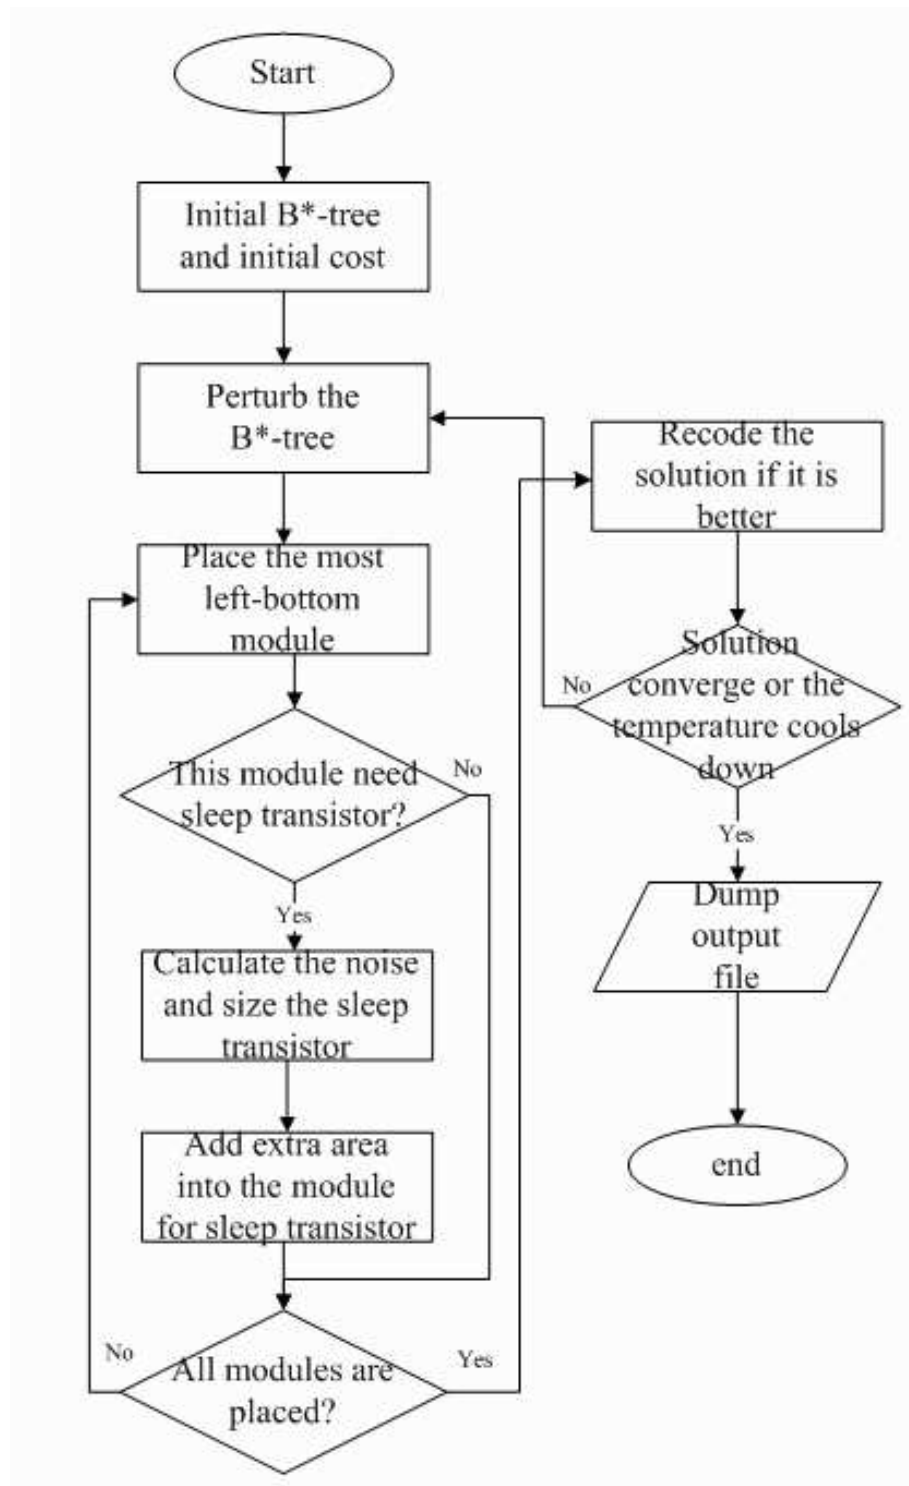 Start
Initial B*-tree
and initial cost
Perturb the
B*-tree
Place the most
left-bottom
module
This module need
sleep transistor?
No
Yes
Calculate the noise
and size the sleep
transistor
Add extra area
into the module
for sleep transistor
All modules are
placed?
No
Yes
Recode the
solution if it is
better
Solution
converge or the
temperature cools
down
No
Yes
Dump
output
file
end